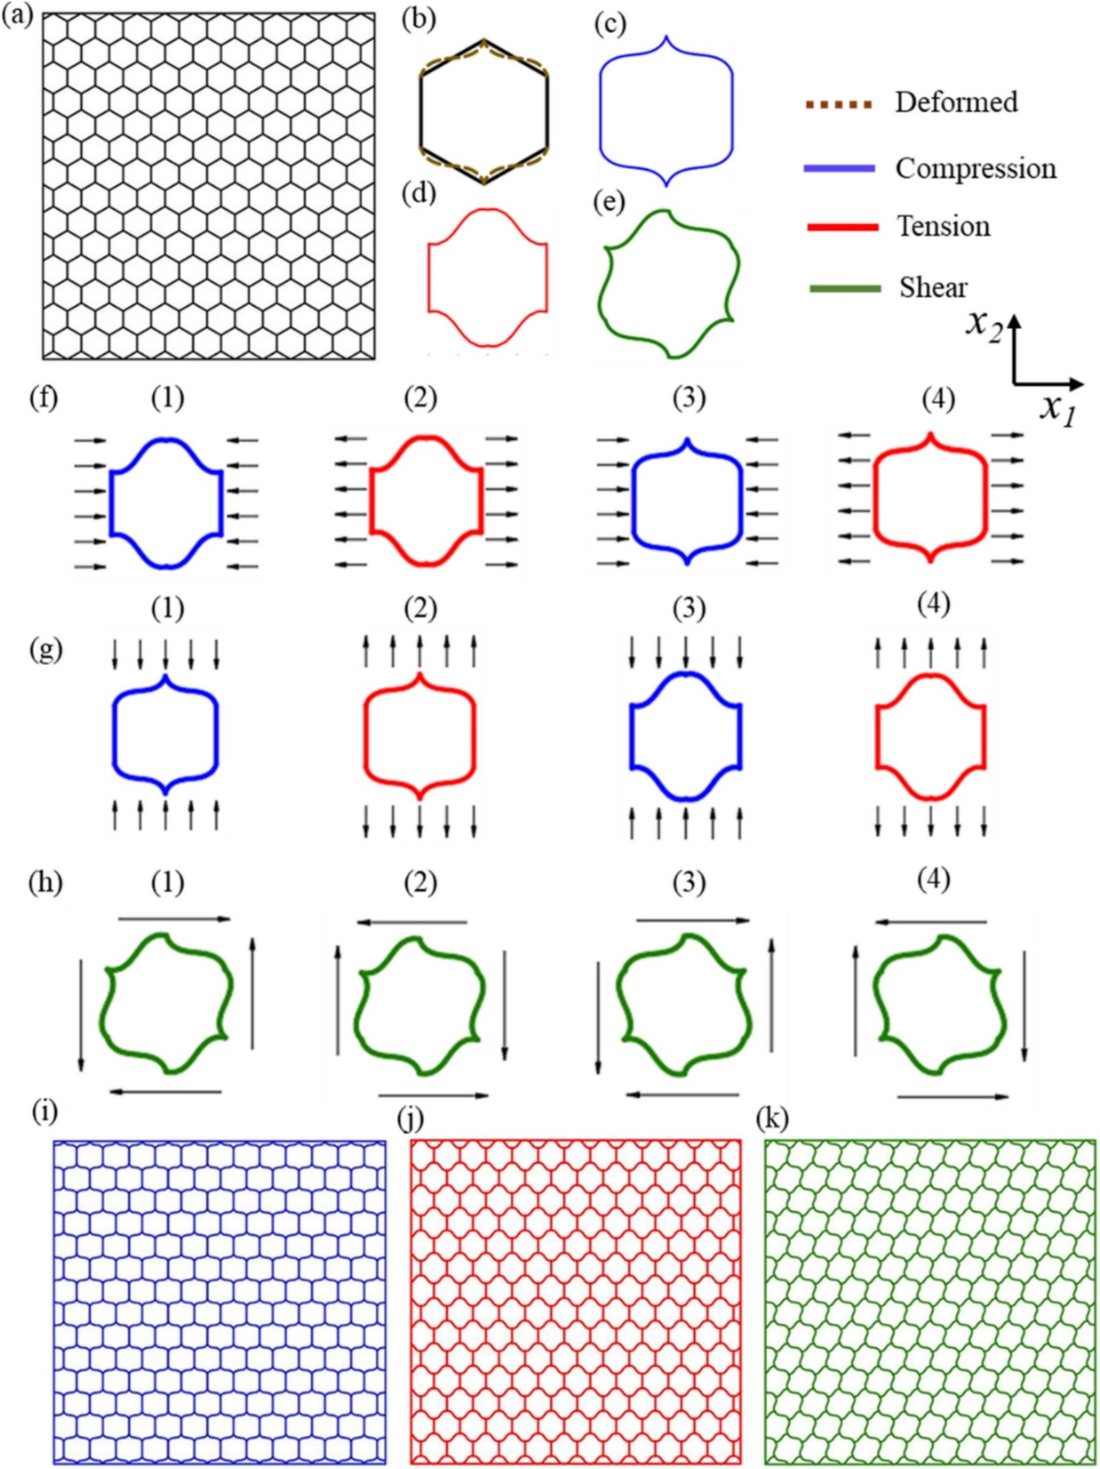 (a)
(b)
(c)
Deformed
Compression
(d)
(e)
Tension
Shear
x2
x1
(f)
(1)
(2)
(3)
(4)
(g)
(1)
(2)
(3)
(4)
(h)
(1)
(2)
(3)
(4)
(i)
(j)
(k)